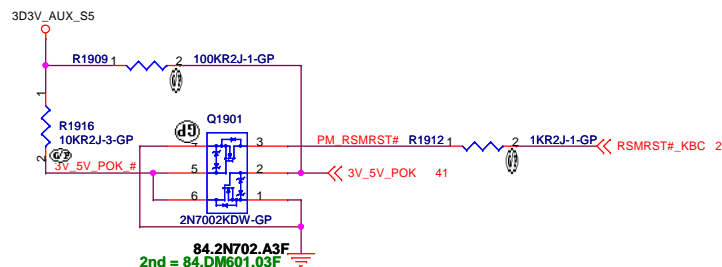 3D3V_AUX_S5
R1909 1 2 100KR2J-1-GP
1
R1916
10KR2J-3-GP
2
3V_5V_POK_#
Q1901
GP
4 3
5 2
6 1
2N7002KDW-GP
PM_RSMRST# R1912 1 2 1KR2J-1-GP
RSMRST#_KBC 2
3V_5V_POK 41
84.2N702.A3F
2nd = 84.DM601.03F